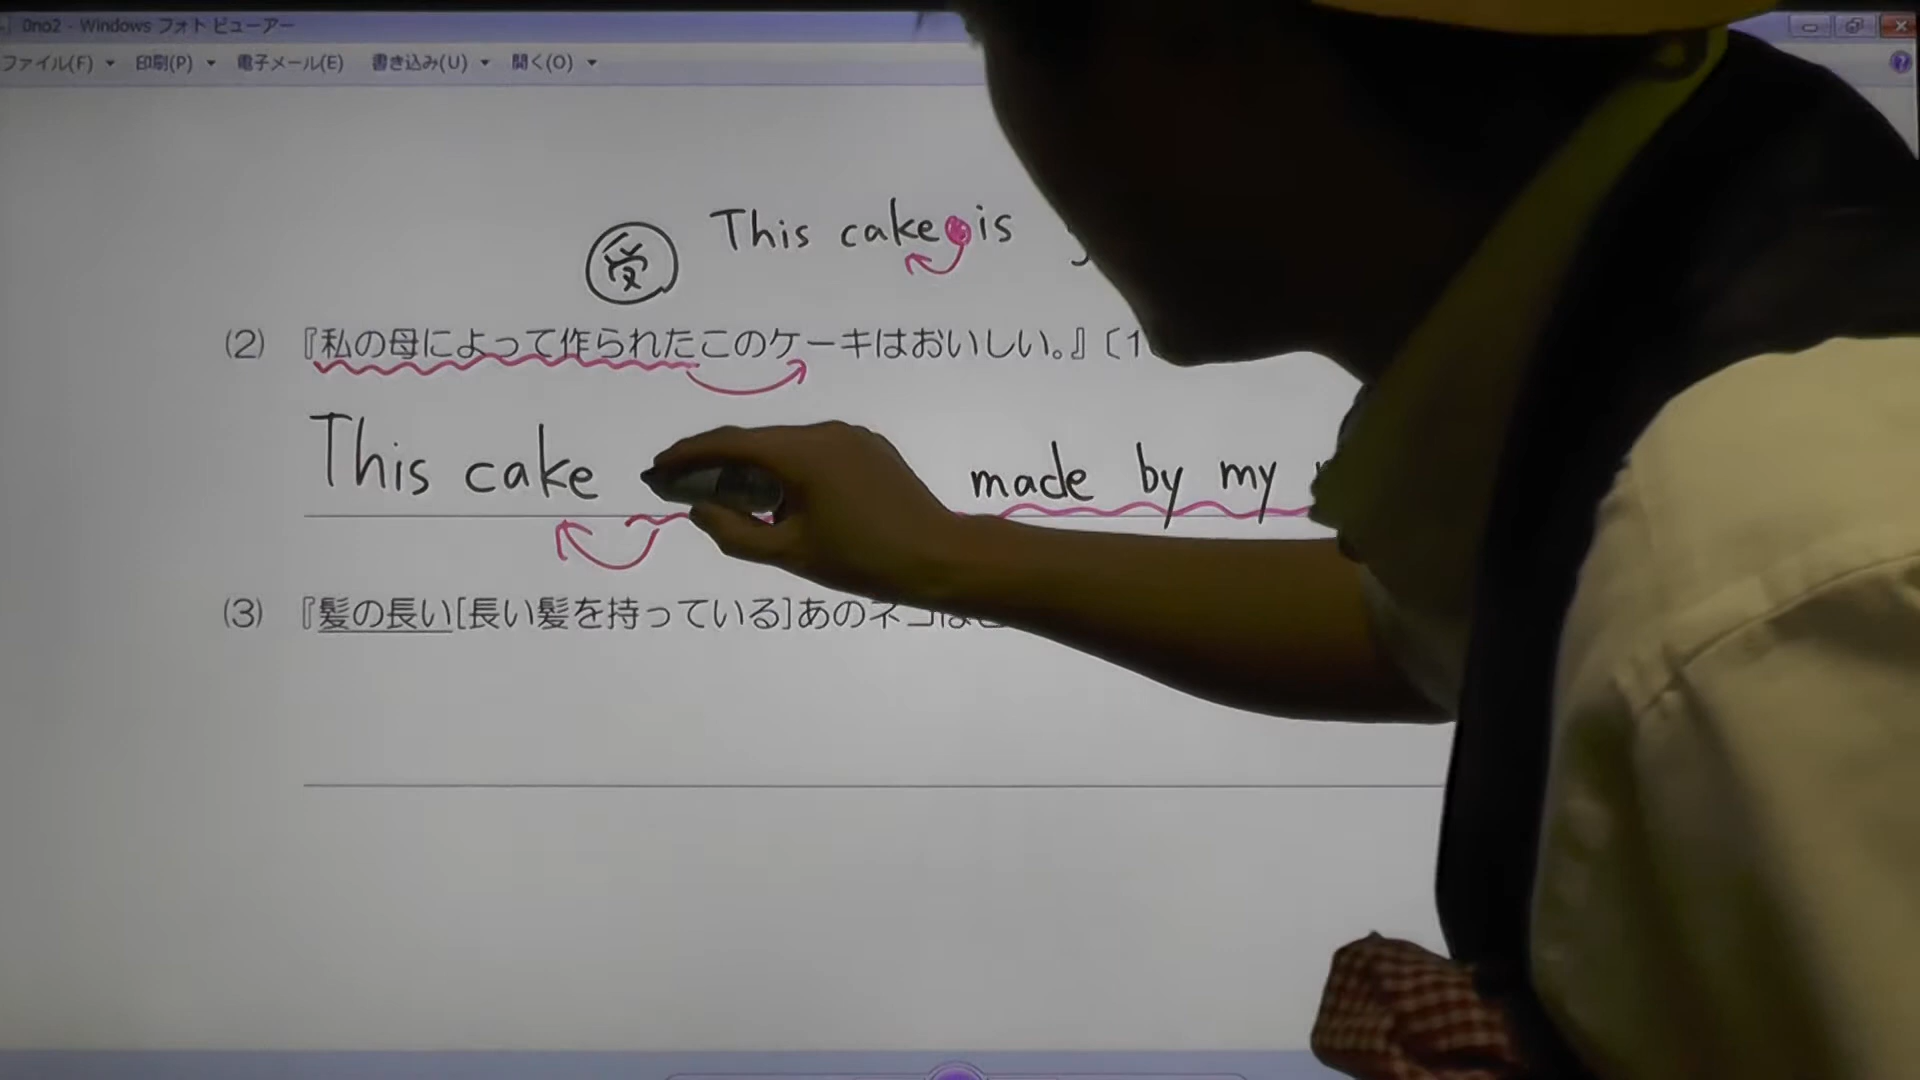 0no2 - Windows フォト ビューアー
ファイル(F) 印刷(P) 電子メール(E) 書き込み(U) 開く(O)
This cake is
受
(2) 『私の母によって作られたこのケーキはおいしい。』〔1
This cake made by my
(3) 『髪の長い[長い髪を持っている]あのネコは